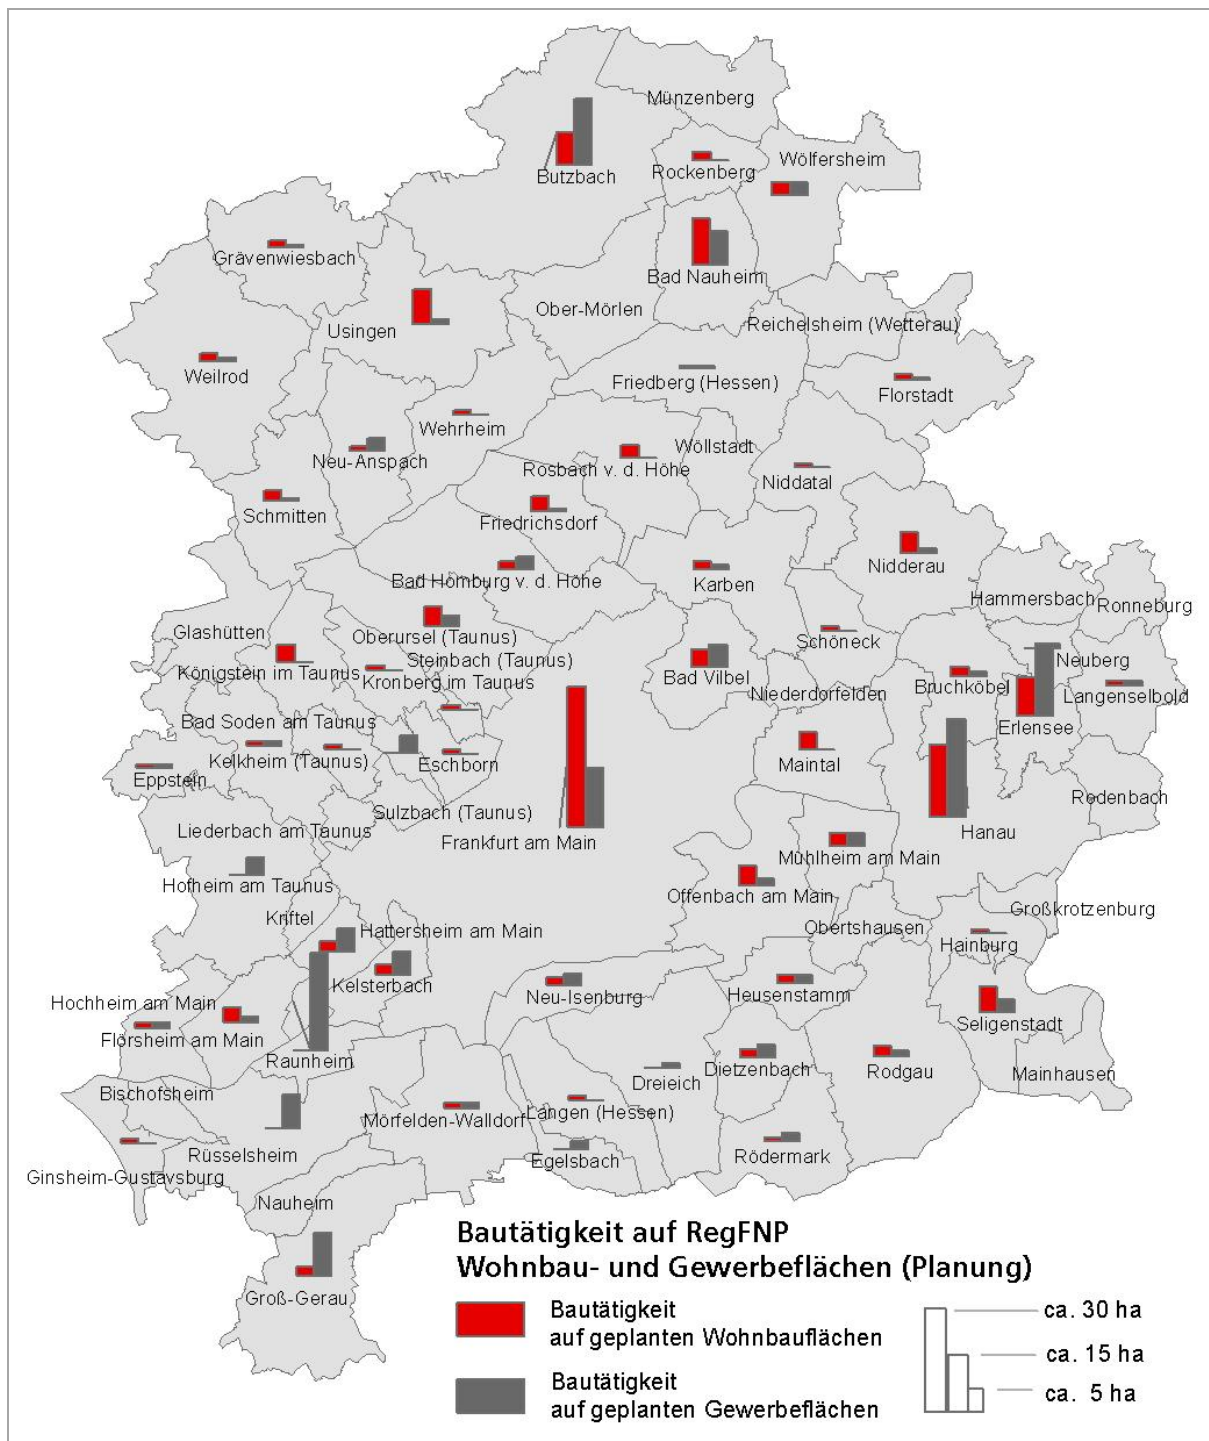 Münzenberg
Butzbach
Rockenberg
Wölfersheim
Grävenwiesbach
Bad Nauheim
Ober-Mörlen
Usingen
Reichelsheim (Wetterau)
Weilrod
Friedberg (Hessen)
Florstadt
Wehrheim
Neu-Anspach
Rosbach v. d. Höhe
Wöllstadt
Niddatal
Schmitten
Friedrichsdorf
Nidderau
Bad Homburg v. d. Höhe
Karben
Hammersbach
Ronneburg
Glashütten
Oberursel (Taunus)
Schöneck
Steinbach (Taunus)
Neuberg
Königstein im Taunus
Kronberg im Taunus
Bad Vilbel
Niederdorfelden
Bruchköbel
Langenselbold
Bad Soden am Taunus
Erlensee
Kelkheim (Taunus)
Eschborn
Maintal
Eppstein
Rodenbach
Sulzbach (Taunus)
Liederbach am Taunus
Frankfurt am Main
Hanau
Mühlheim am Main
Hofheim am Taunus
Offenbach am Main
Großkrotzenburg
Kriftel
Hattersheim am Main
Obertshausen
Hainburg
Kelsterbach
Neu-Isenburg
Heusenstamm
Hochheim am Main
Seligenstadt
Flörsheim am Main
Raunheim
Dreieich
Dietzenbach
Rodgau
Mainhausen
Bischofsheim
Mörfelden-Walldorf
Langen (Hessen)
Rüsselsheim
Egelsbach
Rödermark
Ginsheim-Gustavsburg
Nauheim
Groß-Gerau
Bautätigkeit auf RegFNP
Wohnbau- und Gewerbeflächen (Planung)
Bautätigkeit
auf geplanten Wohnbauflächen
Bautätigkeit
auf geplanten Gewerbeflächen
ca. 30 ha
ca. 15 ha
ca. 5 ha